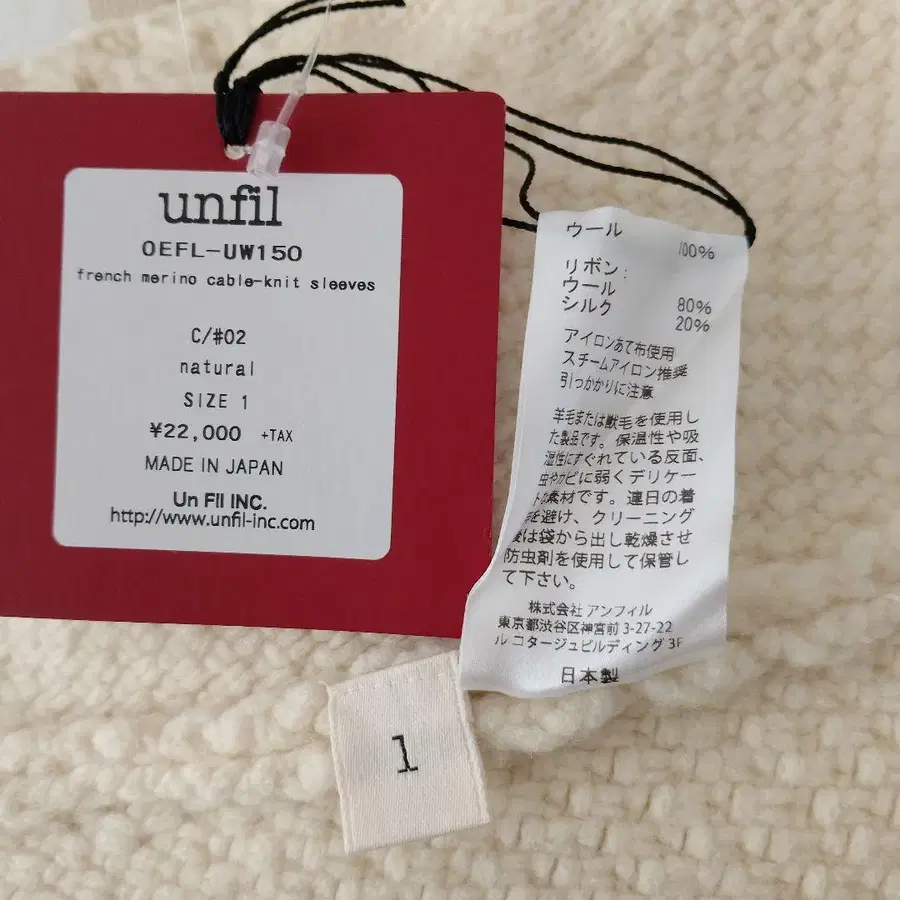 unfil
OEFL-UW150
french merino cable-knit sleeves
C/#02
natural
SIZE 1
¥22,000 +TAX
MADE IN JAPAN
Un Fil INC.
http://www.unfil-inc.com
ウール 100%
リボン:
ウール 80%
シルク 20%
アイロンあて布使用
スチームアイロン推奨
引っかかりに注意
羊毛または獣毛を使用し
た製品です。保温性や吸
湿性にすぐれている反面、
虫やカビに弱くデリケー
トな素材です。連日の着
を避け、クリーニング
後は袋から出し乾燥させ
防虫剤を使用して保管し
て下さい。
株式会社アンフィル
東京都渋谷区神宮前3-27-22
ル コタージュビルディング 3F
日本製
1